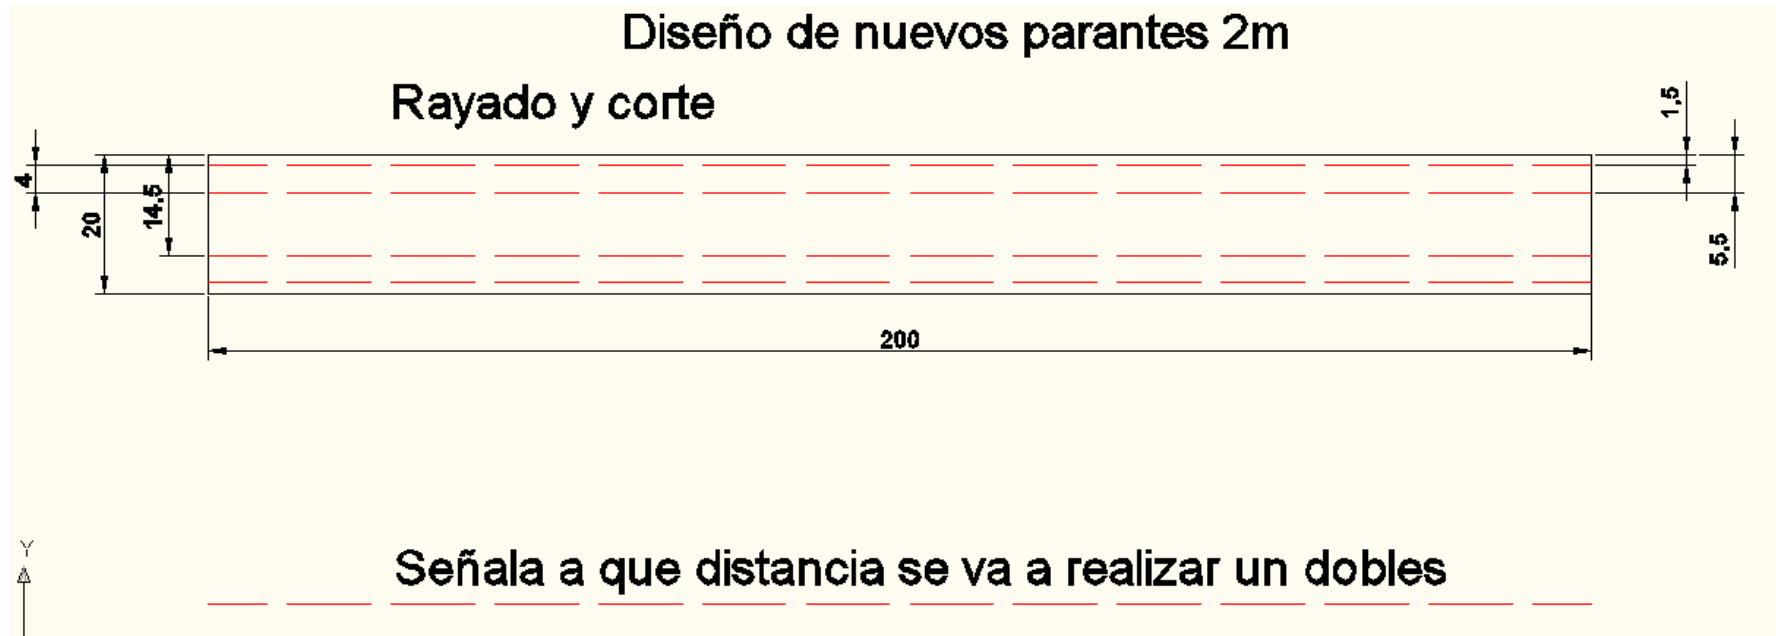 Diseño de nuevos parantes 2m
Rayado y corte
1,5
4
20
14,5
5,5
200
Y
Señala a que distancia se va a realizar un dobles